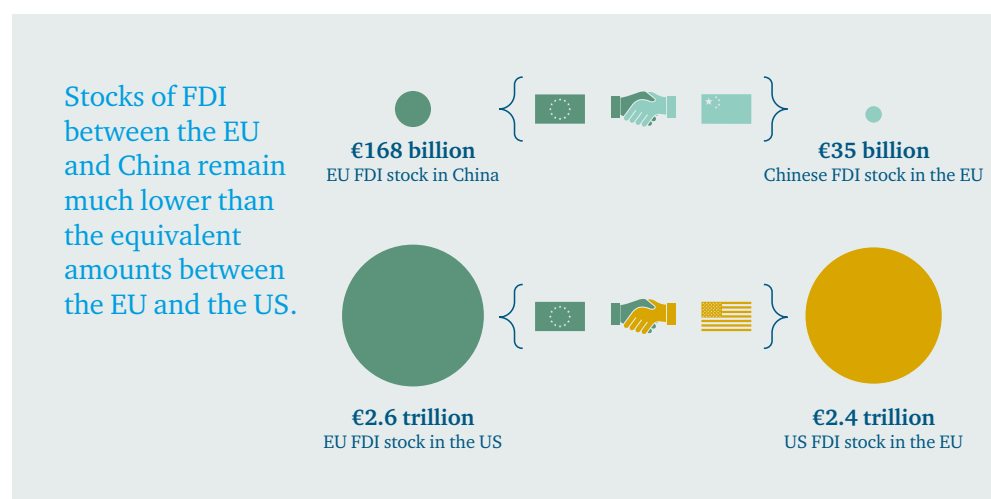 Stocks of FDI
between the EU
and China remain
much lower than
the equivalent
amounts between
the EU and the US.
€168 billion
EU FDI stock in China
€35 billion
Chinese FDI stock in the EU
€2.6 trillion
EU FDI stock in the US
€2.4 trillion
US FDI stock in the EU